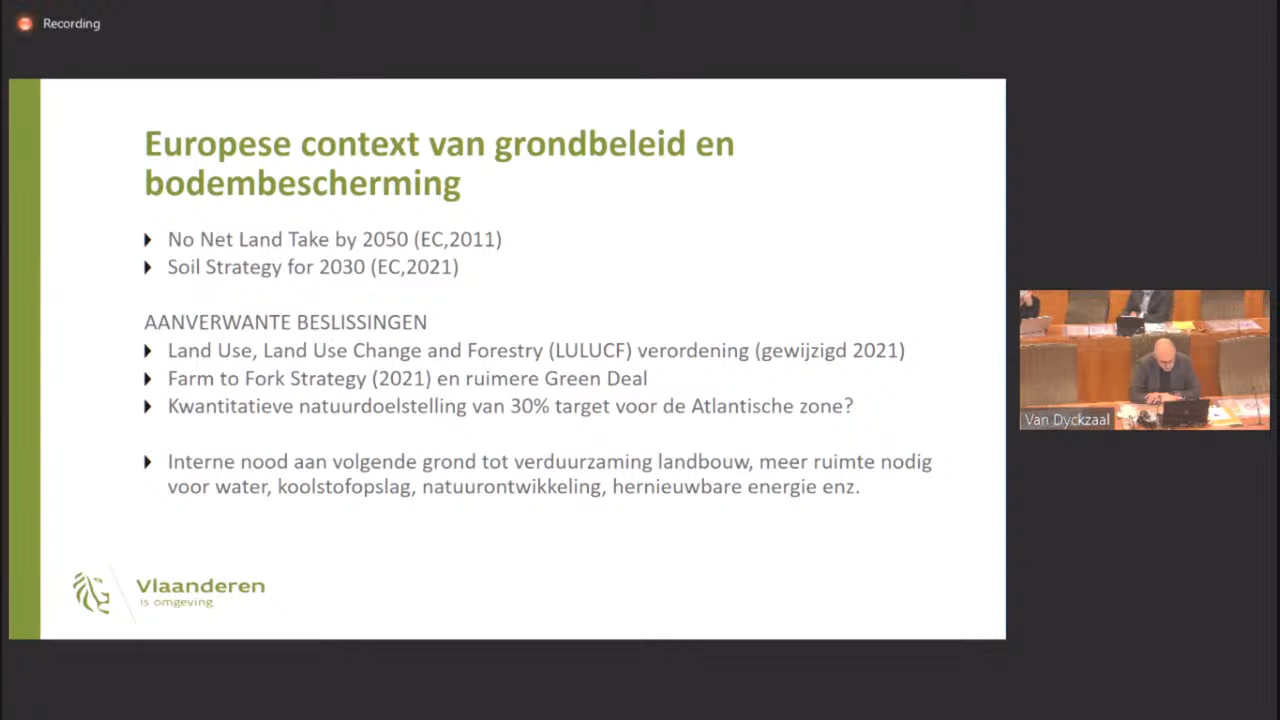 Recording
Europese context van grondbeleid en
bodembescherming
No Net Land Take by 2050 (EC,2011)
Soil Strategy for 2030 (EC,2021)
AANVERWANTE BESLISSINGEN
Land Use, Land Use Change and Forestry (LULUCF) verordening (gewijzigd 2021)
Farm to Fork Strategy (2021) en ruimere Green Deal
Kwantitatieve natuurdoelstelling van 30% target voor de Atlantische zone?
Interne nood aan volgende grond tot verduurzaming landbouw, meer ruimte nodig
voor water, koolstofopslag, natuurontwikkeling, hernieuwbare energie enz.
Vlaanderen
is omgeving
Van Dyckzaal